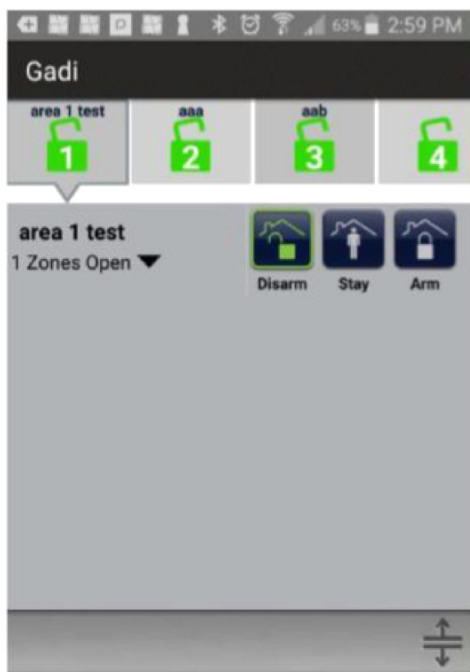 63% 2:59 PM
Gadi
area 1 test aaa aab
1 2 3 4
area 1 test
1 Zones Open
Disarm Stay Arm